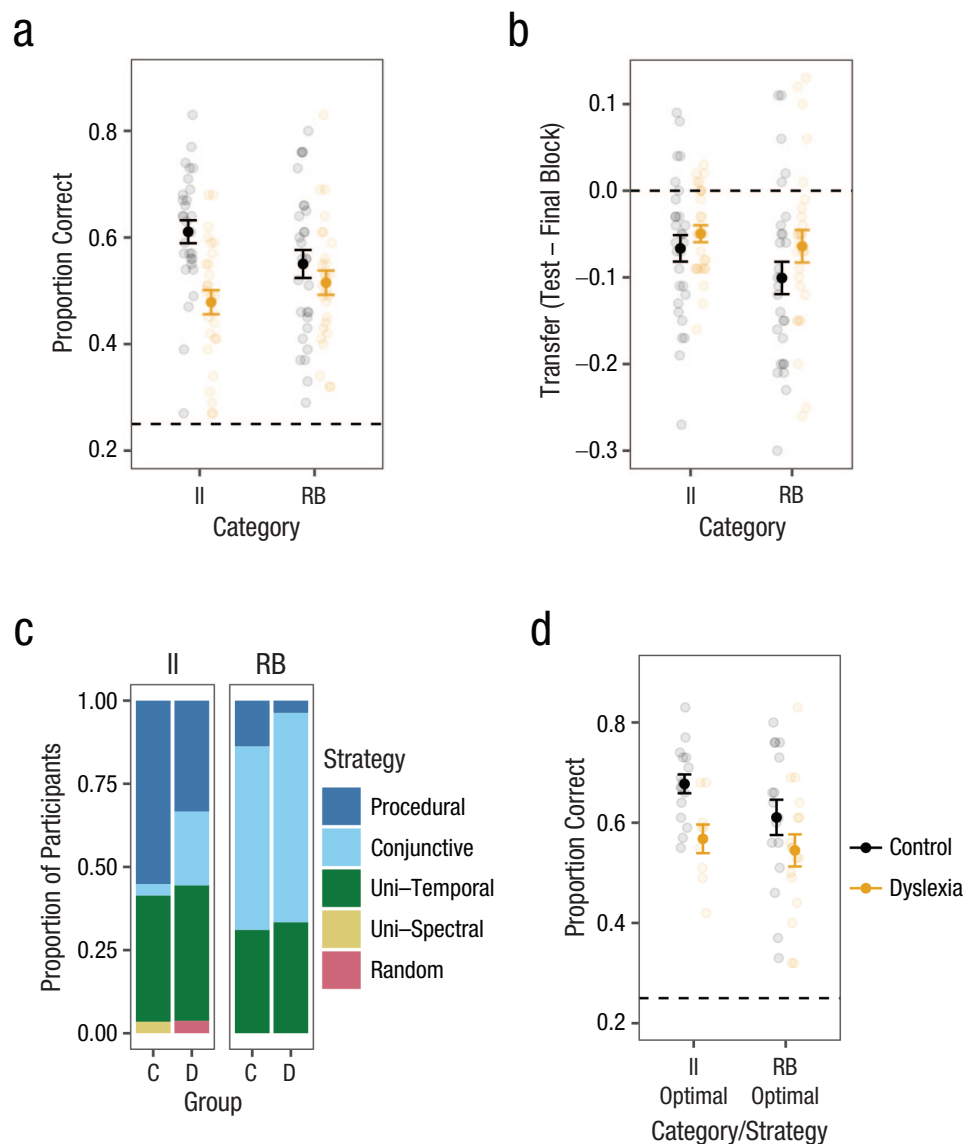 a
Proportion Correct
0.8
0.6
0.4
0.2
II
RB
Category
b
Transfer (Test – Final Block)
0.1
0.0
–0.1
–0.2
–0.3
II
RB
Category
c
II
RB
Proportion of Participants
1.00
0.75
0.50
0.25
0.00
C
D
C
D
Group
Strategy
Procedural
Conjunctive
Uni–Temporal
Uni–Spectral
Random
d
Proportion Correct
0.8
0.6
0.4
0.2
II
Optimal
RB
Optimal
Category/Strategy
Control
Dyslexia